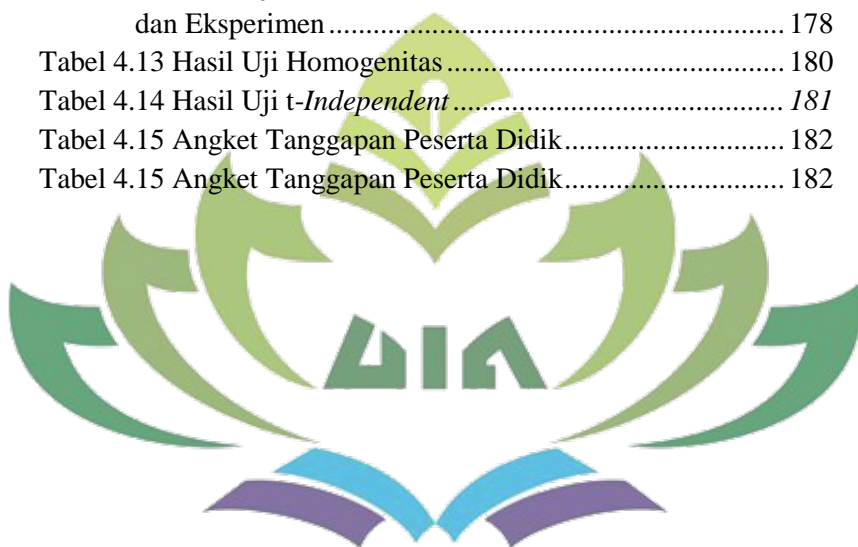 dan Eksperimen ........................................................... 178
Tabel 4.13 Hasil Uji Homogenitas ............................................. 180
Tabel 4.14 Hasil Uji t-Independent ............................................ 181
Tabel 4.15 Angket Tanggapan Peserta Didik ............................. 182
Tabel 4.15 Angket Tanggapan Peserta Didik ............................. 182
UIN